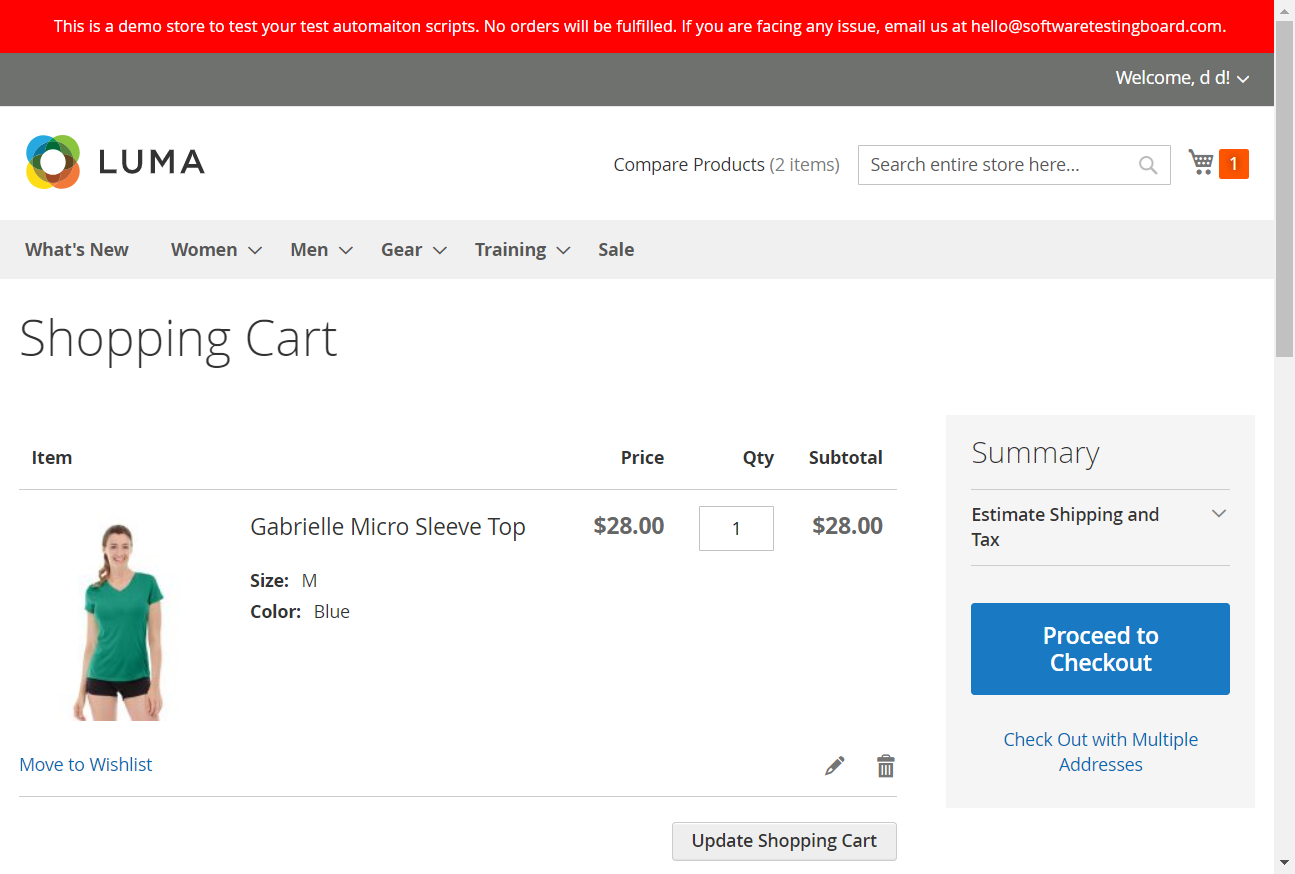 This is a demo store to test your test automaiton scripts. No orders will be fulfilled. If you are facing any issue, email us at hello@softwaretestingboard.com.
Welcome, d d!
LUMA
Compare Products (2 items)
Search entire store here...
1
What's New
Women
Men
Gear
Training
Sale
Shopping Cart
Item
Price
Qty
Subtotal
Gabrielle Micro Sleeve Top
$28.00
1
$28.00
Size: M
Color: Blue
Move to Wishlist
Update Shopping Cart
Summary
Estimate Shipping and
Tax
Proceed to
Checkout
Check Out with Multiple
Addresses